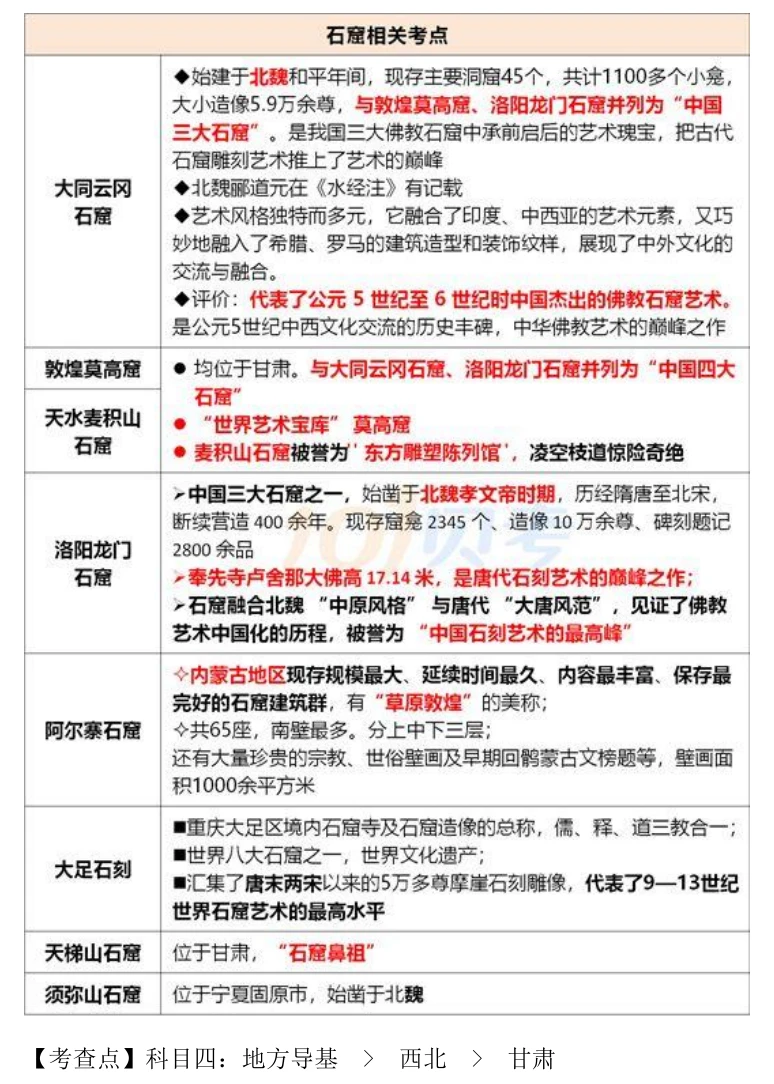 石窟相关考点
大同云冈
石窟
◆始建于北魏和平年间，现存主要洞窟45个，共计1100多个小龛，
大小造像5.9万余尊，与敦煌莫高窟、洛阳龙门石窟并列为“中国
三大石窟”。是我国三大佛教石窟中承前启后的艺术瑰宝，把古代
石窟雕刻艺术推上了艺术的巅峰
◆北魏郦道元在《水经注》有记载
◆艺术风格独特而多元，它融合了印度、中西亚的艺术元素，又巧
妙地融入了希腊、罗马的建筑造型和装饰纹样，展现了中外文化的
交流与融合。
◆评价：代表了公元 5 世纪至 6 世纪时中国杰出的佛教石窟艺术。
是公元5世纪中西文化交流的历史丰碑，中华佛教艺术的巅峰之作
敦煌莫高窟
天水麦积山
石窟
● 均位于甘肃。与大同云冈石窟、洛阳龙门石窟并列为“中国四大
石窟”
● “世界艺术宝库” 莫高窟
● 麦积山石窟被誉为''东方雕塑陈列馆''，凌空枝道惊险奇绝
洛阳龙门
石窟
➢中国三大石窟之一，始凿于北魏孝文帝时期，历经隋唐至北宋，
断续营造 400 余年。现存窟龛 2345 个、造像 10 万余尊、碑刻题记
2800 余品
➢奉先寺卢舍那大佛高 17.14 米，是唐代石刻艺术的巅峰之作；
➢石窟融合北魏 “中原风格” 与唐代 “大唐风范”，见证了佛教
艺术中国化的历程，被誉为 “中国石刻艺术的最高峰”
阿尔寨石窟
✧内蒙古地区现存规模最大、延续时间最久、内容最丰富、保存最
完好的石窟建筑群，有“草原敦煌”的美称；
✧共65座，南壁最多。分上中下三层；
还有大量珍贵的宗教、世俗壁画及早期回鹘蒙古文榜题等，壁画面
积1000余平方米
大足石刻
■重庆大足区境内石窟寺及石窟造像的总称，儒、释、道三教合一；
■世界八大石窟之一，世界文化遗产；
■汇集了唐末两宋以来的5万多尊摩崖石刻雕像，代表了9—13世纪
世界石窟艺术的最高水平
天梯山石窟
位于甘肃，“石窟鼻祖”
须弥山石窟
位于宁夏固原市，始凿于北魏
【考查点】科目四：地方导基 > 西北 > 甘肃